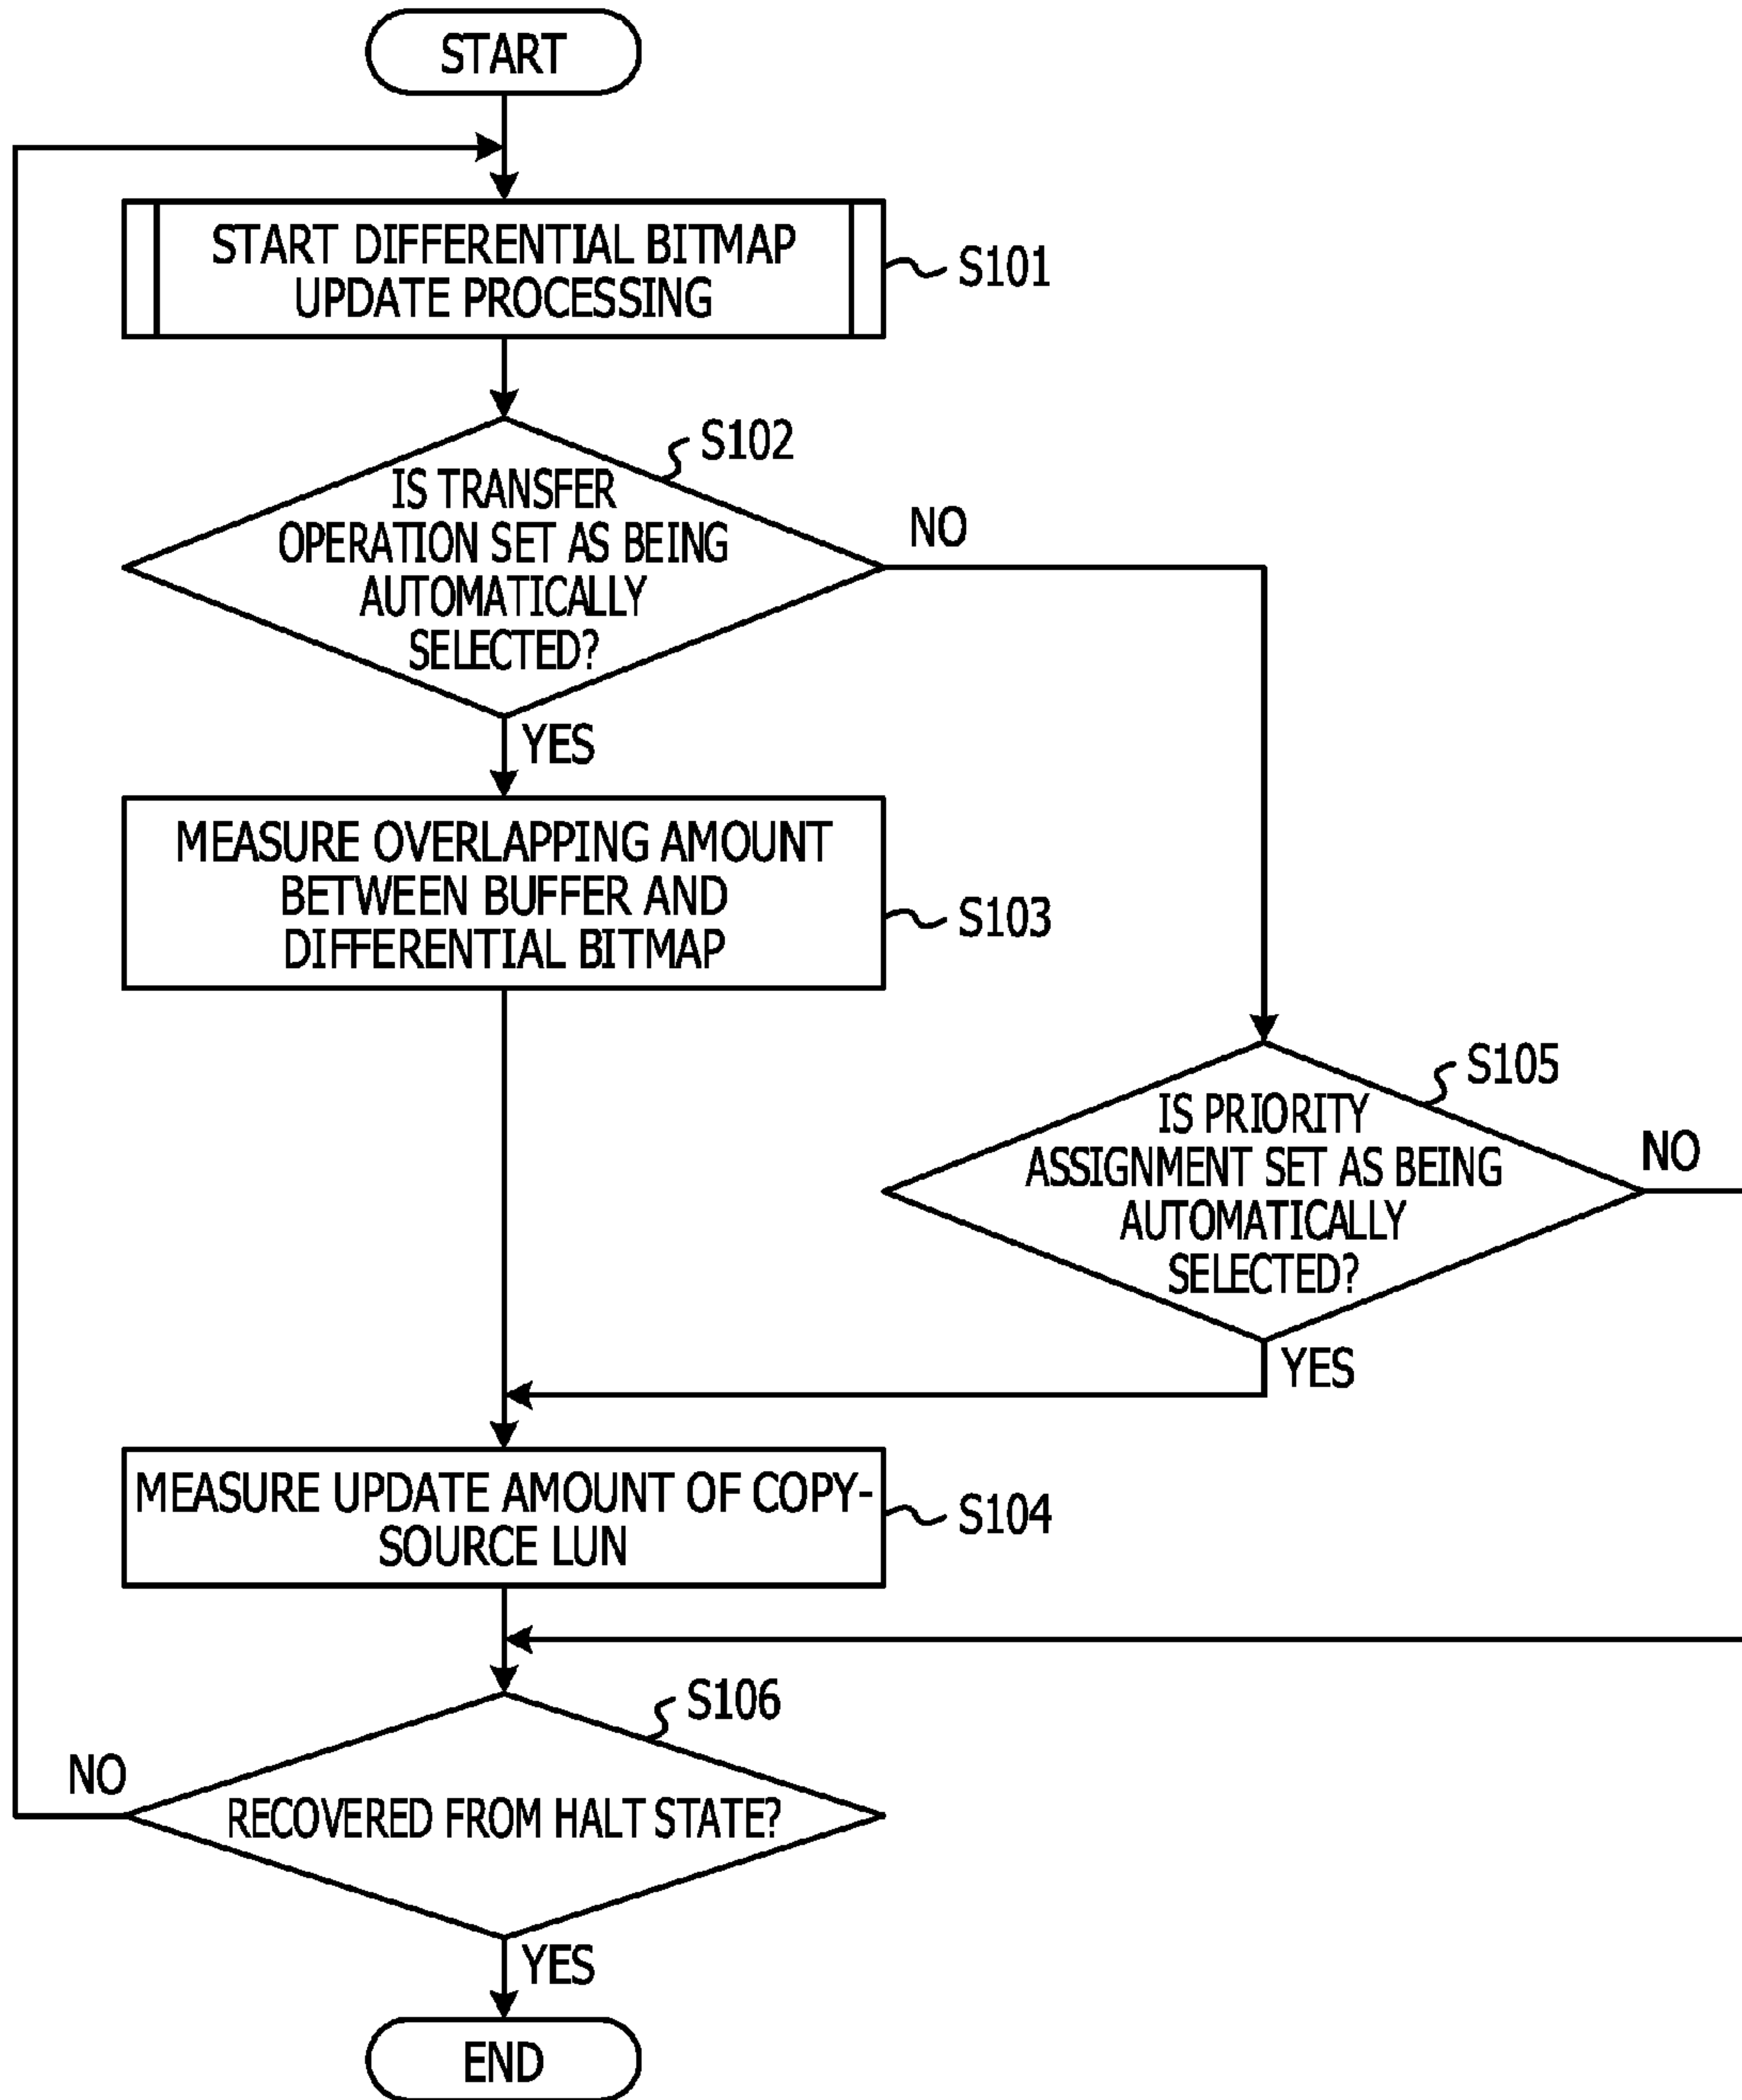 START
START DIFFERENTIAL BITMAP
UPDATE PROCESSING
S101
S102
IS TRANSFER
OPERATION SET AS BEING
AUTOMATICALLY
SELECTED?
NO
YES
MEASURE OVERLAPPING AMOUNT
BETWEEN BUFFER AND
DIFFERENTIAL BITMAP
S103
S105
IS PRIORITY
ASSIGNMENT SET AS BEING
AUTOMATICALLY
SELECTED?
NO
YES
MEASURE UPDATE AMOUNT OF COPY-
SOURCE LUN
S104
S106
NO
RECOVERED FROM HALT STATE?
YES
END